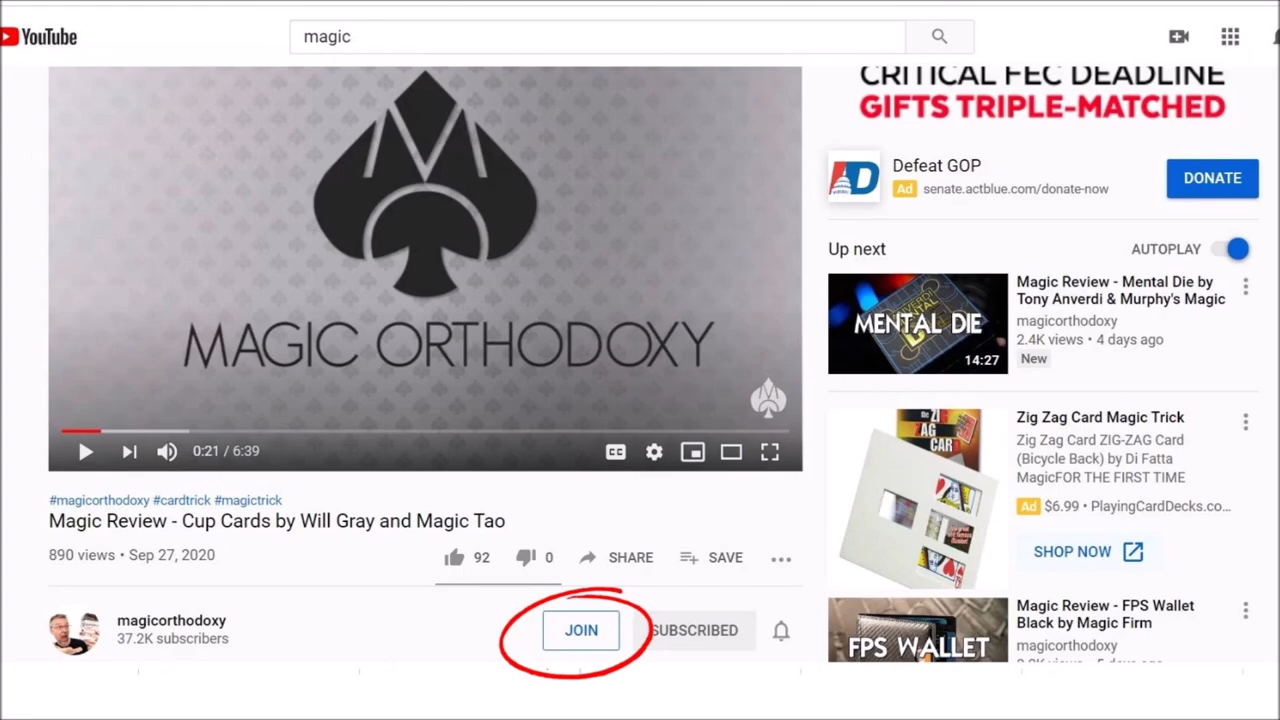 YouTube
magic
MAGIC ORTHODOXY
0:21 / 6:39
CC
#magicorthodoxy #cardtrick #magictrick
Magic Review - Cup Cards by Will Gray and Magic Tao
890 views • Sep 27, 2020
92
0
SHARE
SAVE
magicorthodoxy
37.2K subscribers
JOIN
SUBSCRIBED
CRITICAL FEC DEADLINE
GIFTS TRIPLE-MATCHED
Defeat GOP
Ad senate.actblue.com/donate-now
DONATE
Up next
AUTOPLAY
MENTAL DIE
14:27
Magic Review - Mental Die by
Tony Anverdi & Murphy's Magic
magicorthodoxy
2.4K views • 4 days ago
New
THE ZIG
ZAG
CARD
Zig Zag Card Magic Trick
Zig Zag Card ZIG-ZAG Card
(Bicycle Back) by Di Fatta
MagicFOR THE FIRST TIME
Ad $6.99 • PlayingCardDecks.co...
SHOP NOW
FPS WALLET
Magic Review - FPS Wallet
Black by Magic Firm
magicorthodoxy